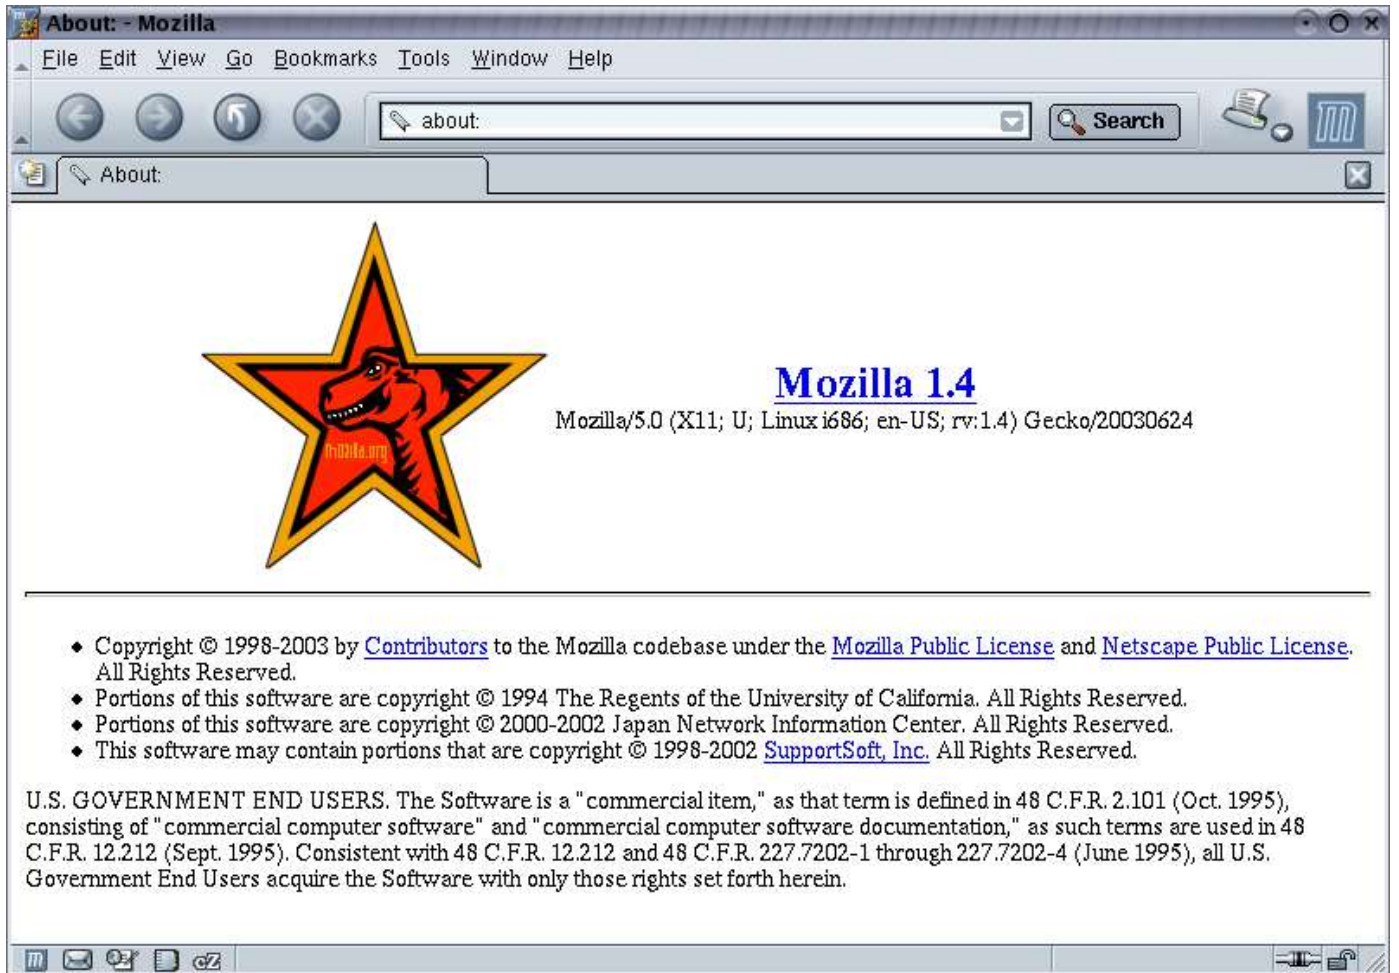 About: - Mozilla
File Edit View Go Bookmarks Tools Window Help
about:
Search
About:
mozilla.org
Mozilla 1.4
Mozilla/5.0 (X11; U; Linux i686; en-US; rv:1.4) Gecko/20030624
Copyright © 1998-2003 by Contributors to the Mozilla codebase under the Mozilla Public License and Netscape Public License.
All Rights Reserved.
Portions of this software are copyright © 1994 The Regents of the University of California. All Rights Reserved.
Portions of this software are copyright © 2000-2002 Japan Network Information Center. All Rights Reserved.
This software may contain portions that are copyright © 1998-2002 SupportSoft, Inc. All Rights Reserved.
U.S. GOVERNMENT END USERS. The Software is a "commercial item," as that term is defined in 48 C.F.R. 2.101 (Oct. 1995),
consisting of "commercial computer software" and "commercial computer software documentation," as such terms are used in 48
C.F.R. 12.212 (Sept. 1995). Consistent with 48 C.F.R. 12.212 and 48 C.F.R. 227.7202-1 through 227.7202-4 (June 1995), all U.S.
Government End Users acquire the Software with only those rights set forth herein.
cZ